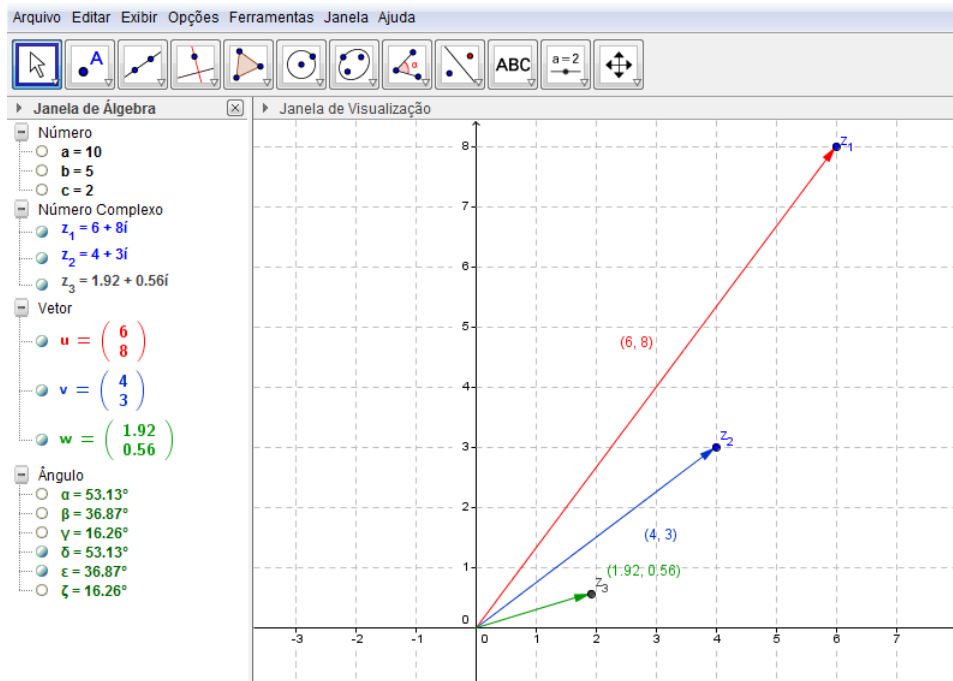 Arquivo Editar Exibir Opções Ferramentas Janela Ajuda
A
α
ABC
a=2
Janela de Álgebra
Janela de Visualização
Número
a = 10
b = 5
c = 2
Número Complexo
z₁ = 6 + 8í
z₂ = 4 + 3í
z₃ = 1.92 + 0.56í
Vetor
u = ( 6
8 )
v = ( 4
3 )
w = ( 1.92
0.56 )
Ângulo
α = 53.13°
β = 36.87°
γ = 16.26°
δ = 53.13°
ε = 36.87°
ζ = 16.26°
8
z₁
7
6
5
(6, 8)
4
3
z₂
2
(4, 3)
1
(1.92, 0.56)
z₃
0
-3 -2 -1 0 1 2 3 4 5 6 7